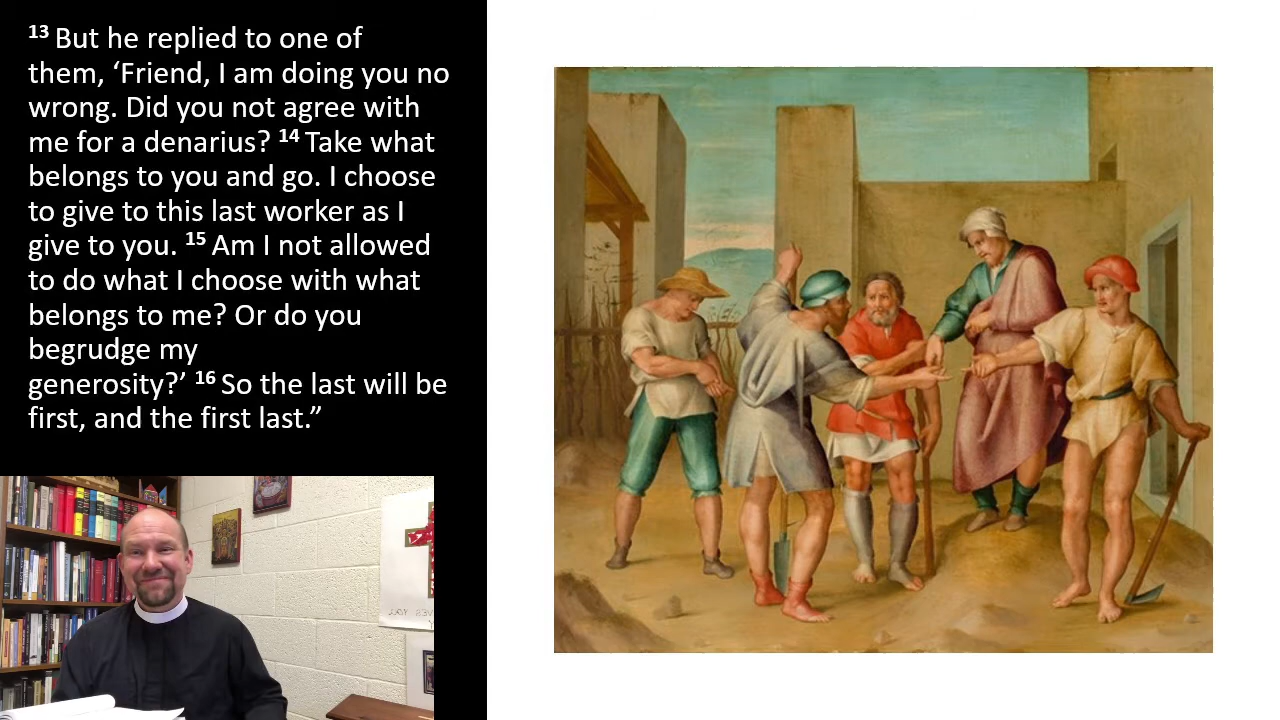 13 But he replied to one of
them, ‘Friend, I am doing you no
wrong. Did you not agree with
me for a denarius? 14 Take what
belongs to you and go. I choose
to give to this last worker as I
give to you. 15 Am I not allowed
to do what I choose with what
belongs to me? Or do you
begrudge my
generosity?’ 16 So the last will be
first, and the first last.”